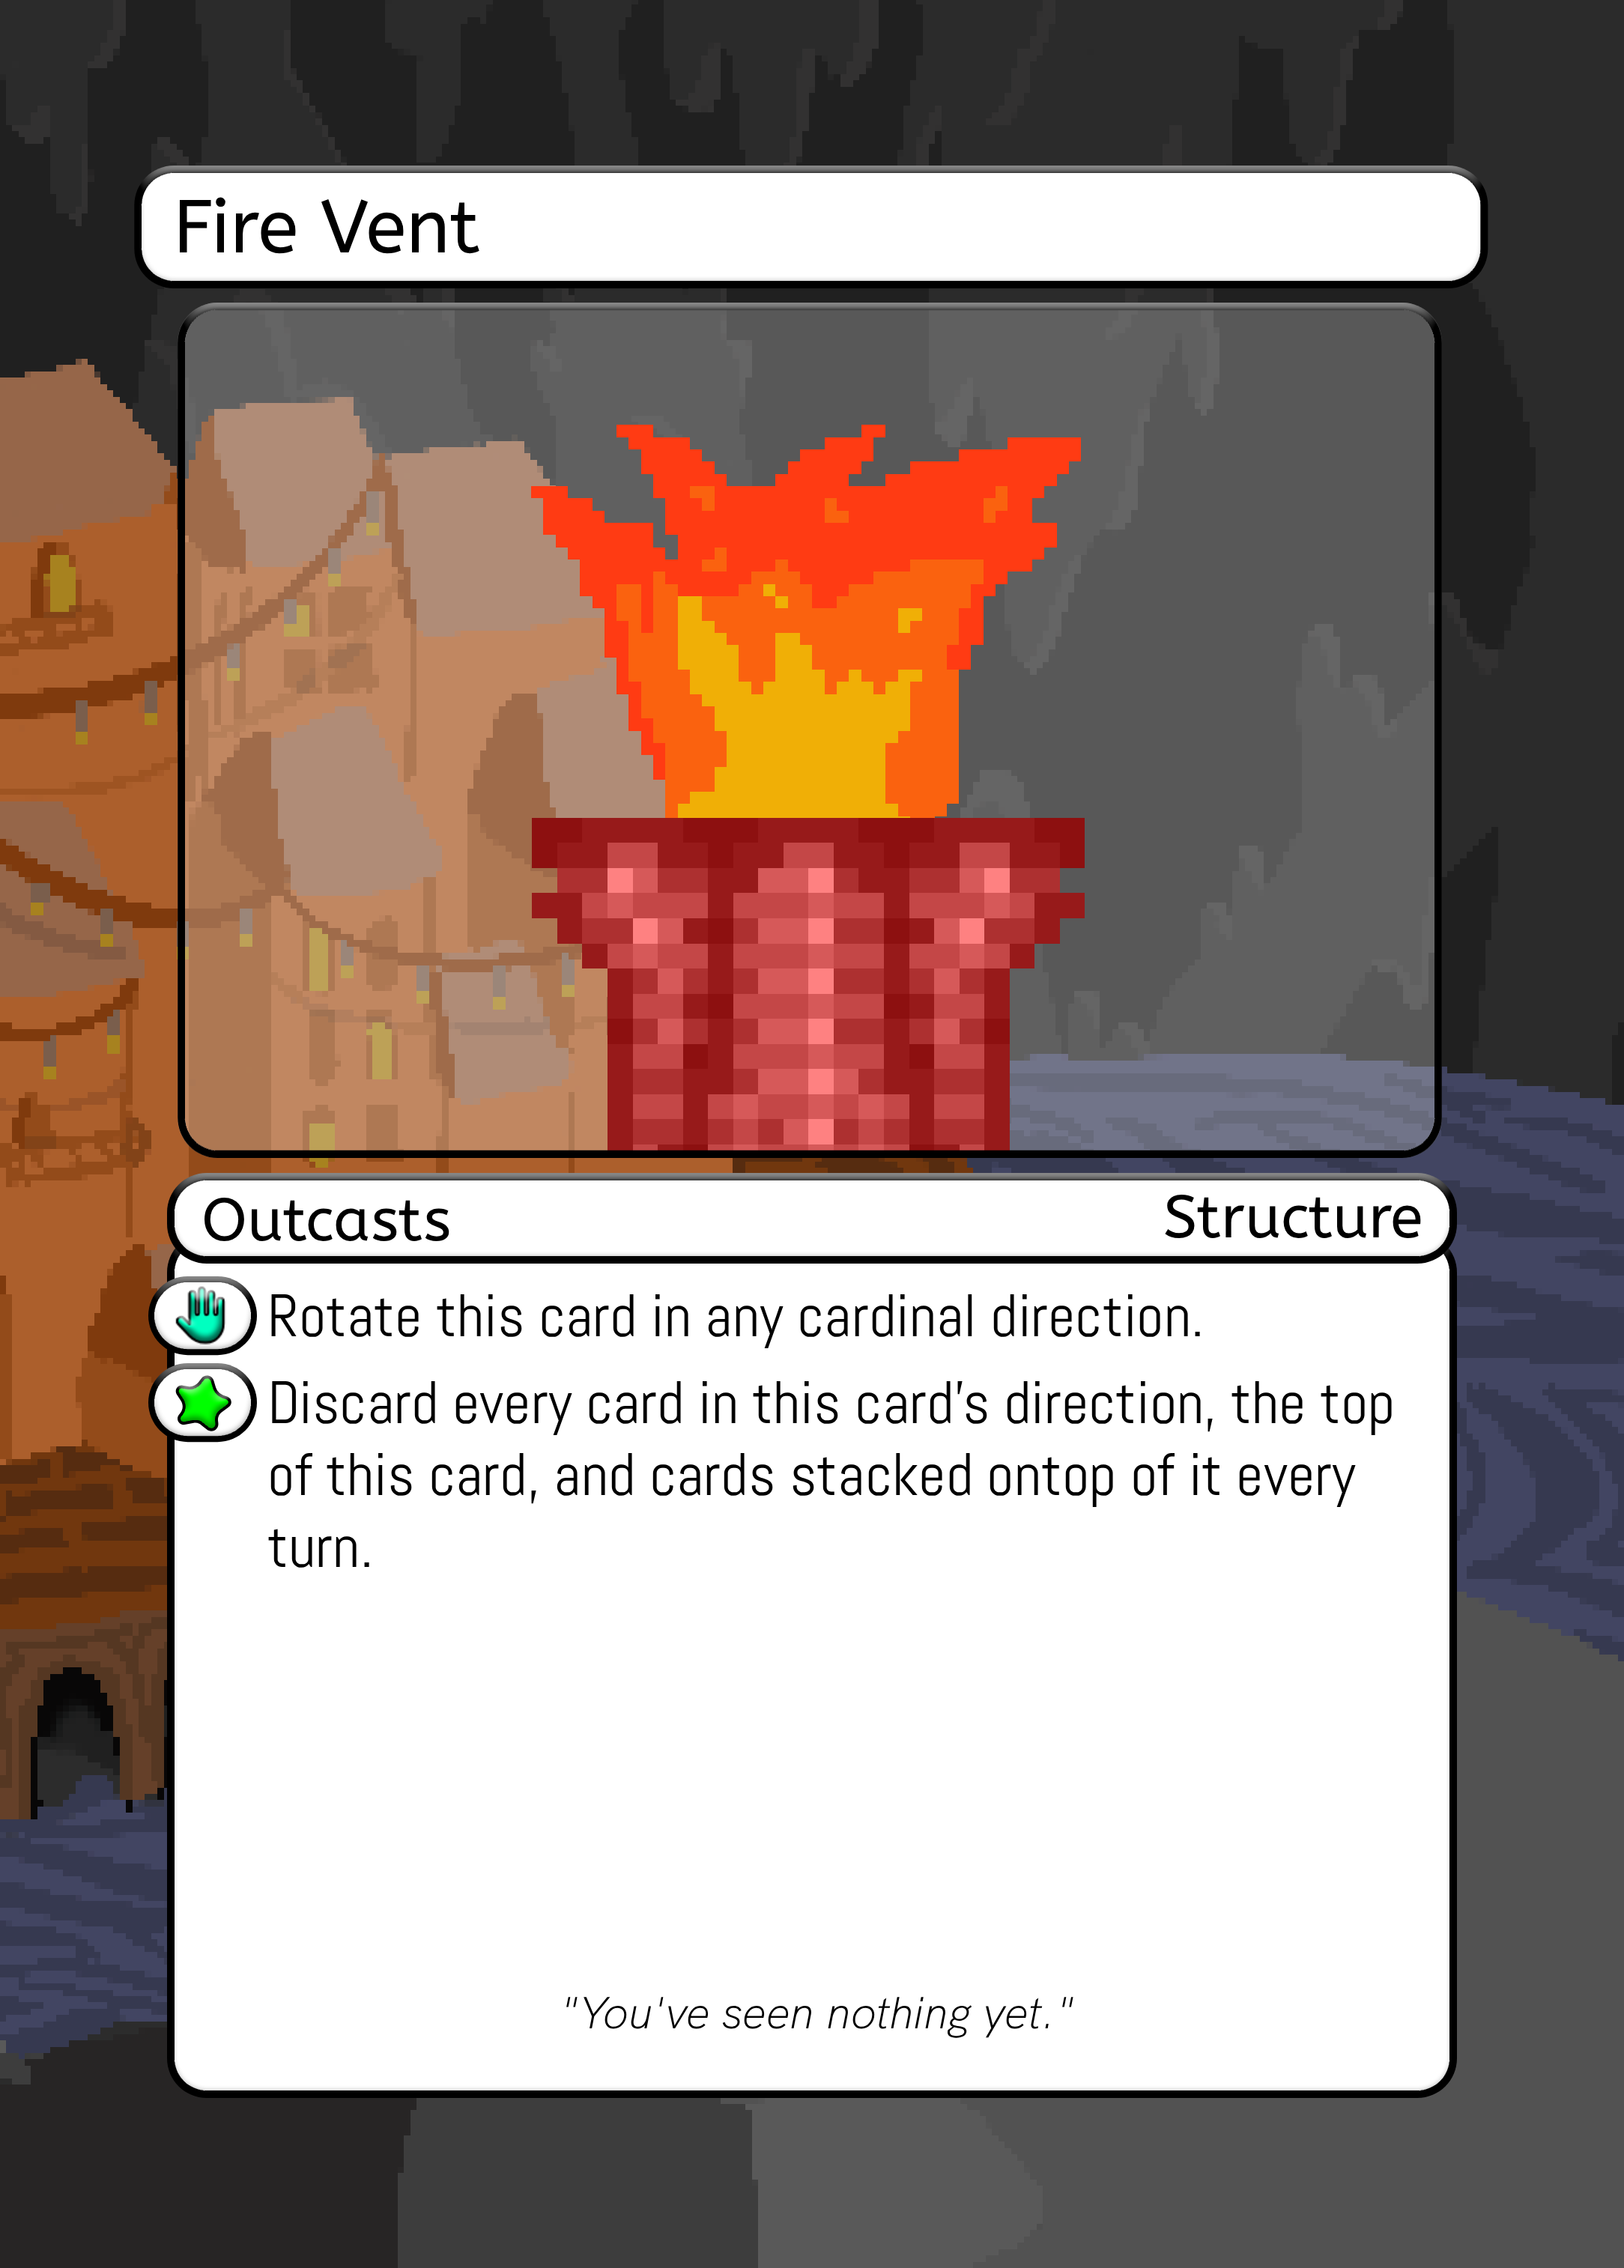 Fire Vent
Outcasts Structure
Rotate this card in any cardinal direction.
Discard every card in this card's direction, the top
of this card, and cards stacked ontop of it every
turn.
"You've seen nothing yet."